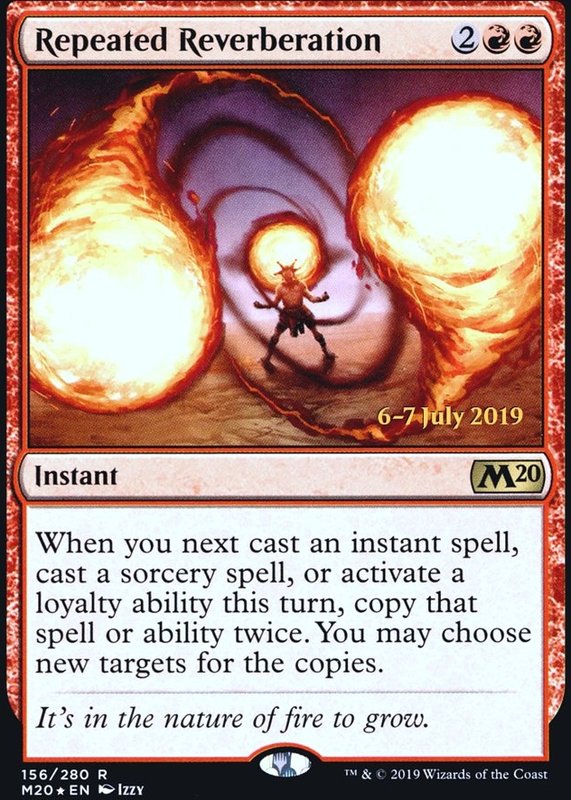 Repeated Reverberation 2
6-7 July 2019
Instant M20
When you next cast an instant spell,
cast a sorcery spell, or activate a
loyalty ability this turn, copy that
spell or ability twice. You may choose
new targets for the copies.
It's in the nature of fire to grow.
156/280 R
M20★EN Izzy
™ & © 2019 Wizards of the Coast